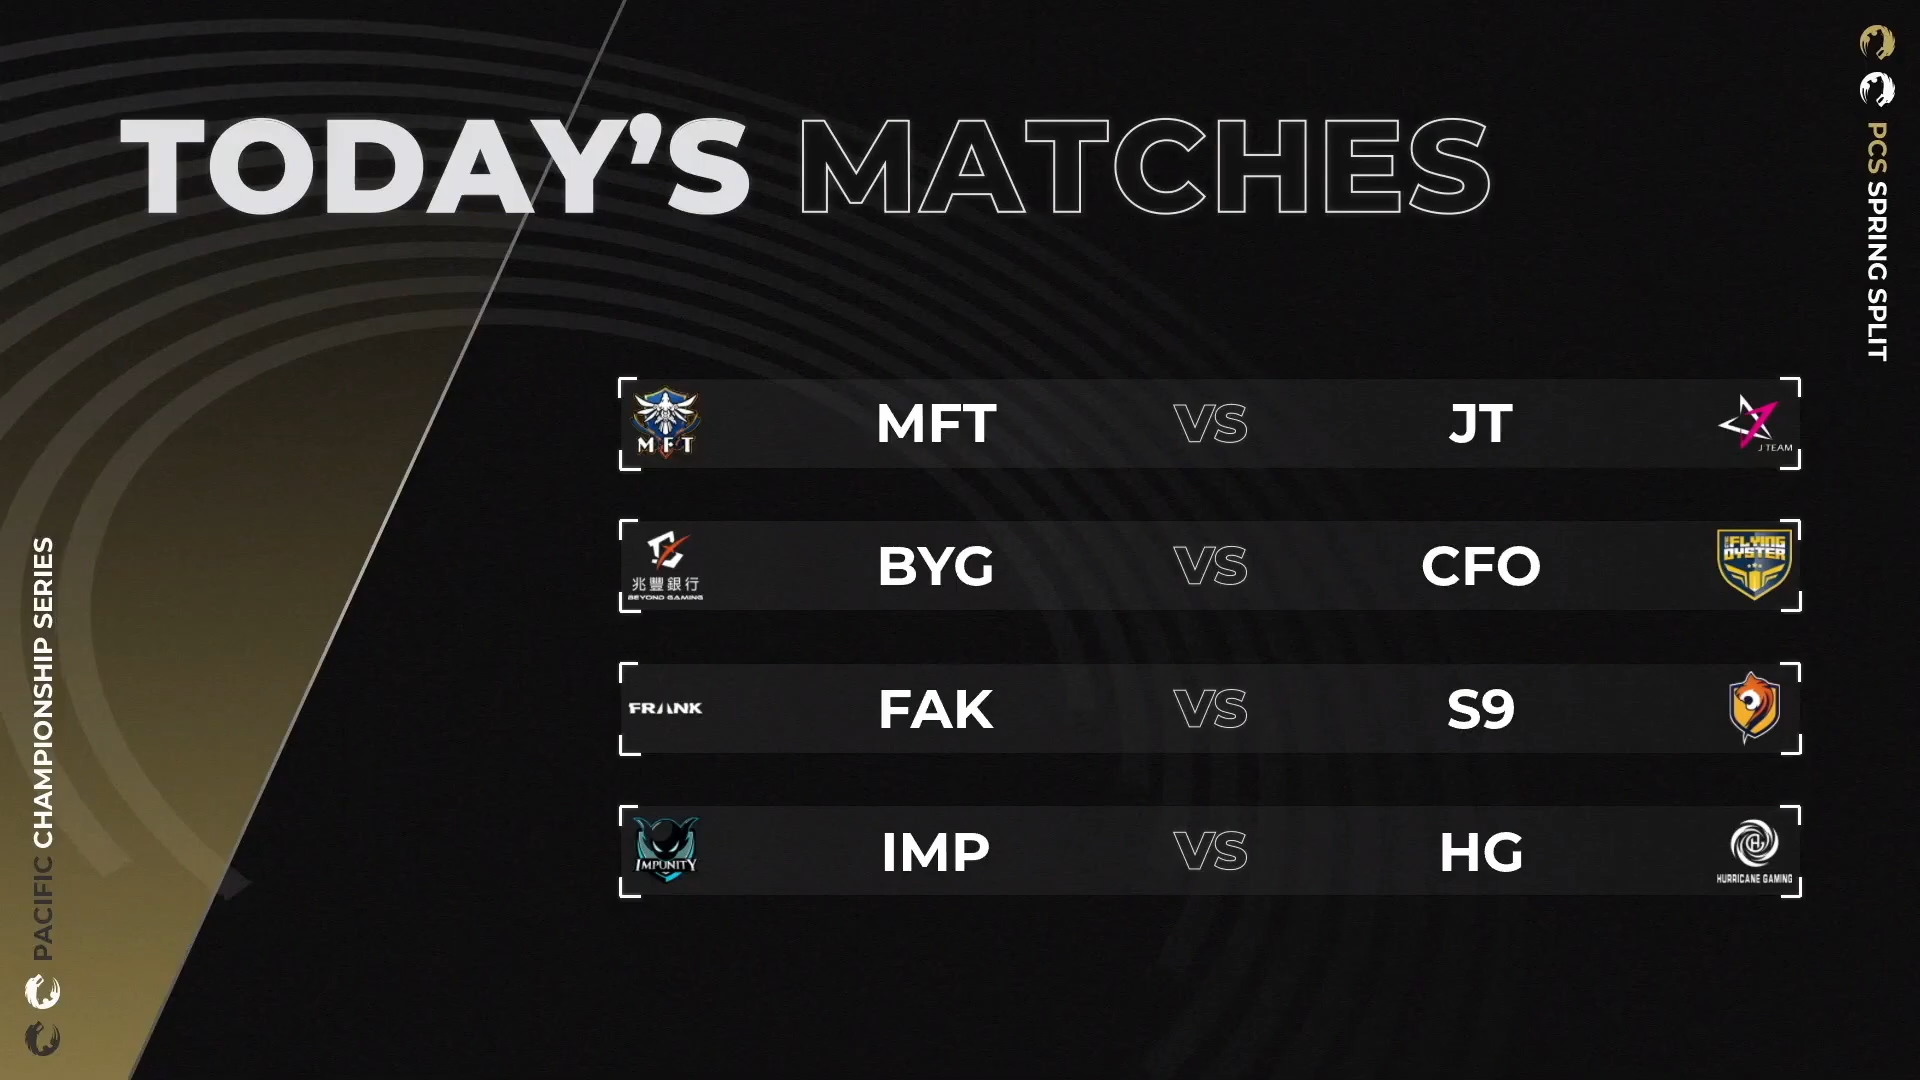 TODAY'S MATCHES
PCS SPRING SPLIT
MFT
MFT VS JT
J TEAM
兆豐銀行
BEYOND GAMING
BYG VS CFO
FLYING
OYSTER
FRANK
FAK VS S9
IMPUNITY
IMP VS HG
HURRICANE GAMING
PACIFIC CHAMPIONSHIP SERIES